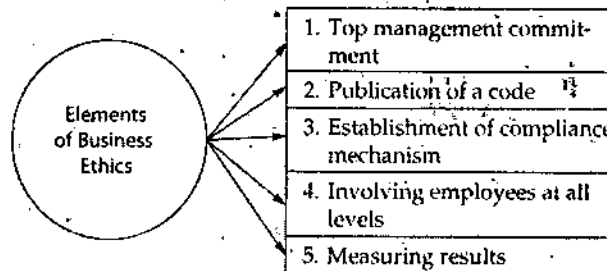 Elements
of Business
Ethics
1. Top management commit-
ment
2. Publication of a code
3. Establishment of compliance
mechanism
4. Involving employees at all
levels
5. Measuring results